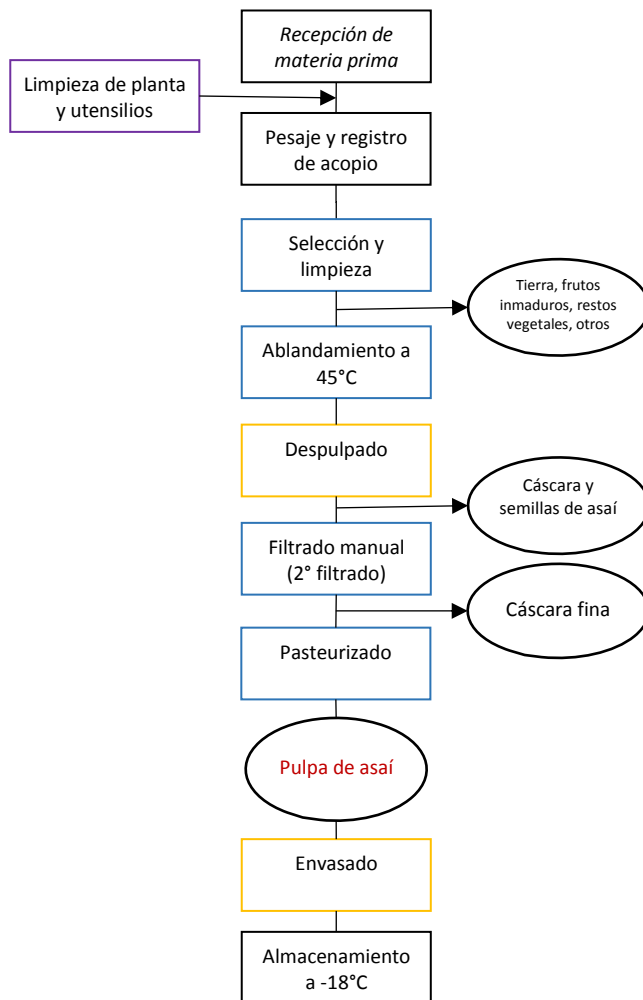 Recepción de
materia prima
Limpieza de planta
y utensilios
Pesaje y registro
de acopio
Selección y
limpieza
Tierra, frutos
inmaduros, restos
vegetales, otros
Ablandamiento a
45°C
Despulpado
Cáscara y
semillas de asaí
Filtrado manual
(2° filtrado)
Cáscara fina
Pasteurizado
Pulpa de asaí
Envasado
Almacenamiento
a -18°C